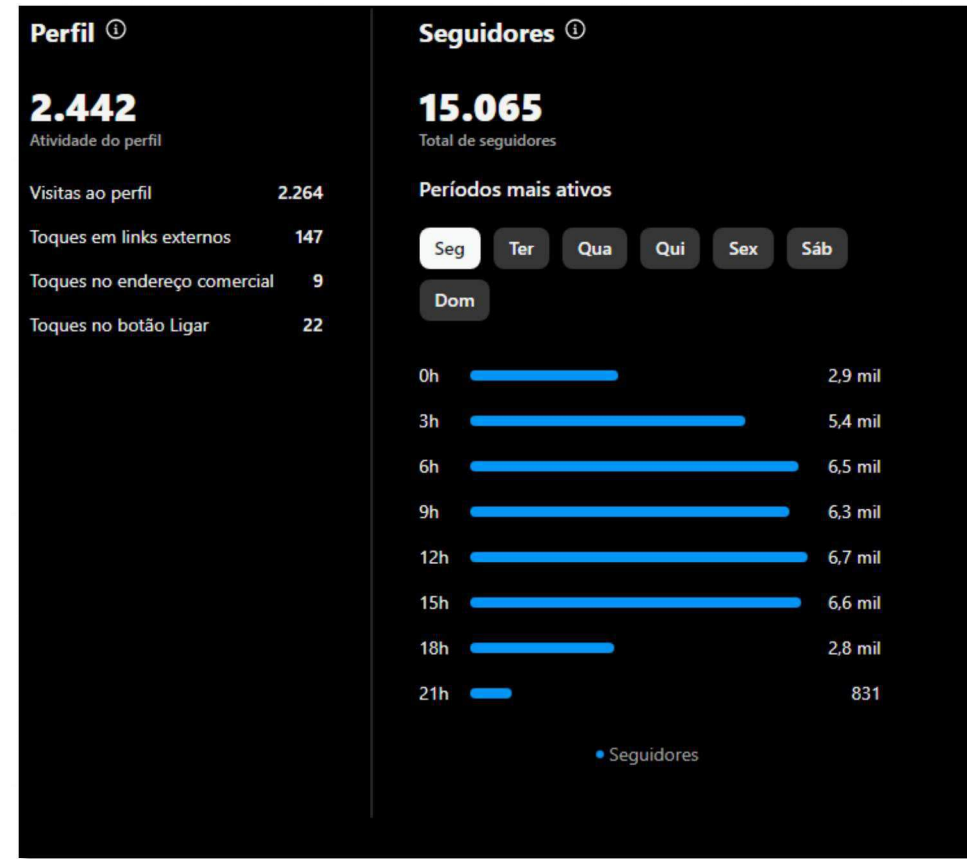 Perfil
2.442
Atividade do perfil
Visitas ao perfil 2.264
Toques em links externos 147
Toques no endereço comercial 9
Toques no botão Ligar 22
Seguidores
15.065
Total de seguidores
Períodos mais ativos
Seg Ter Qua Qui Sex Sáb
Dom
0h 2,9 mil
3h 5,4 mil
6h 6,5 mil
9h 6,3 mil
12h 6,7 mil
15h 6,6 mil
18h 2,8 mil
21h 831
Seguidores